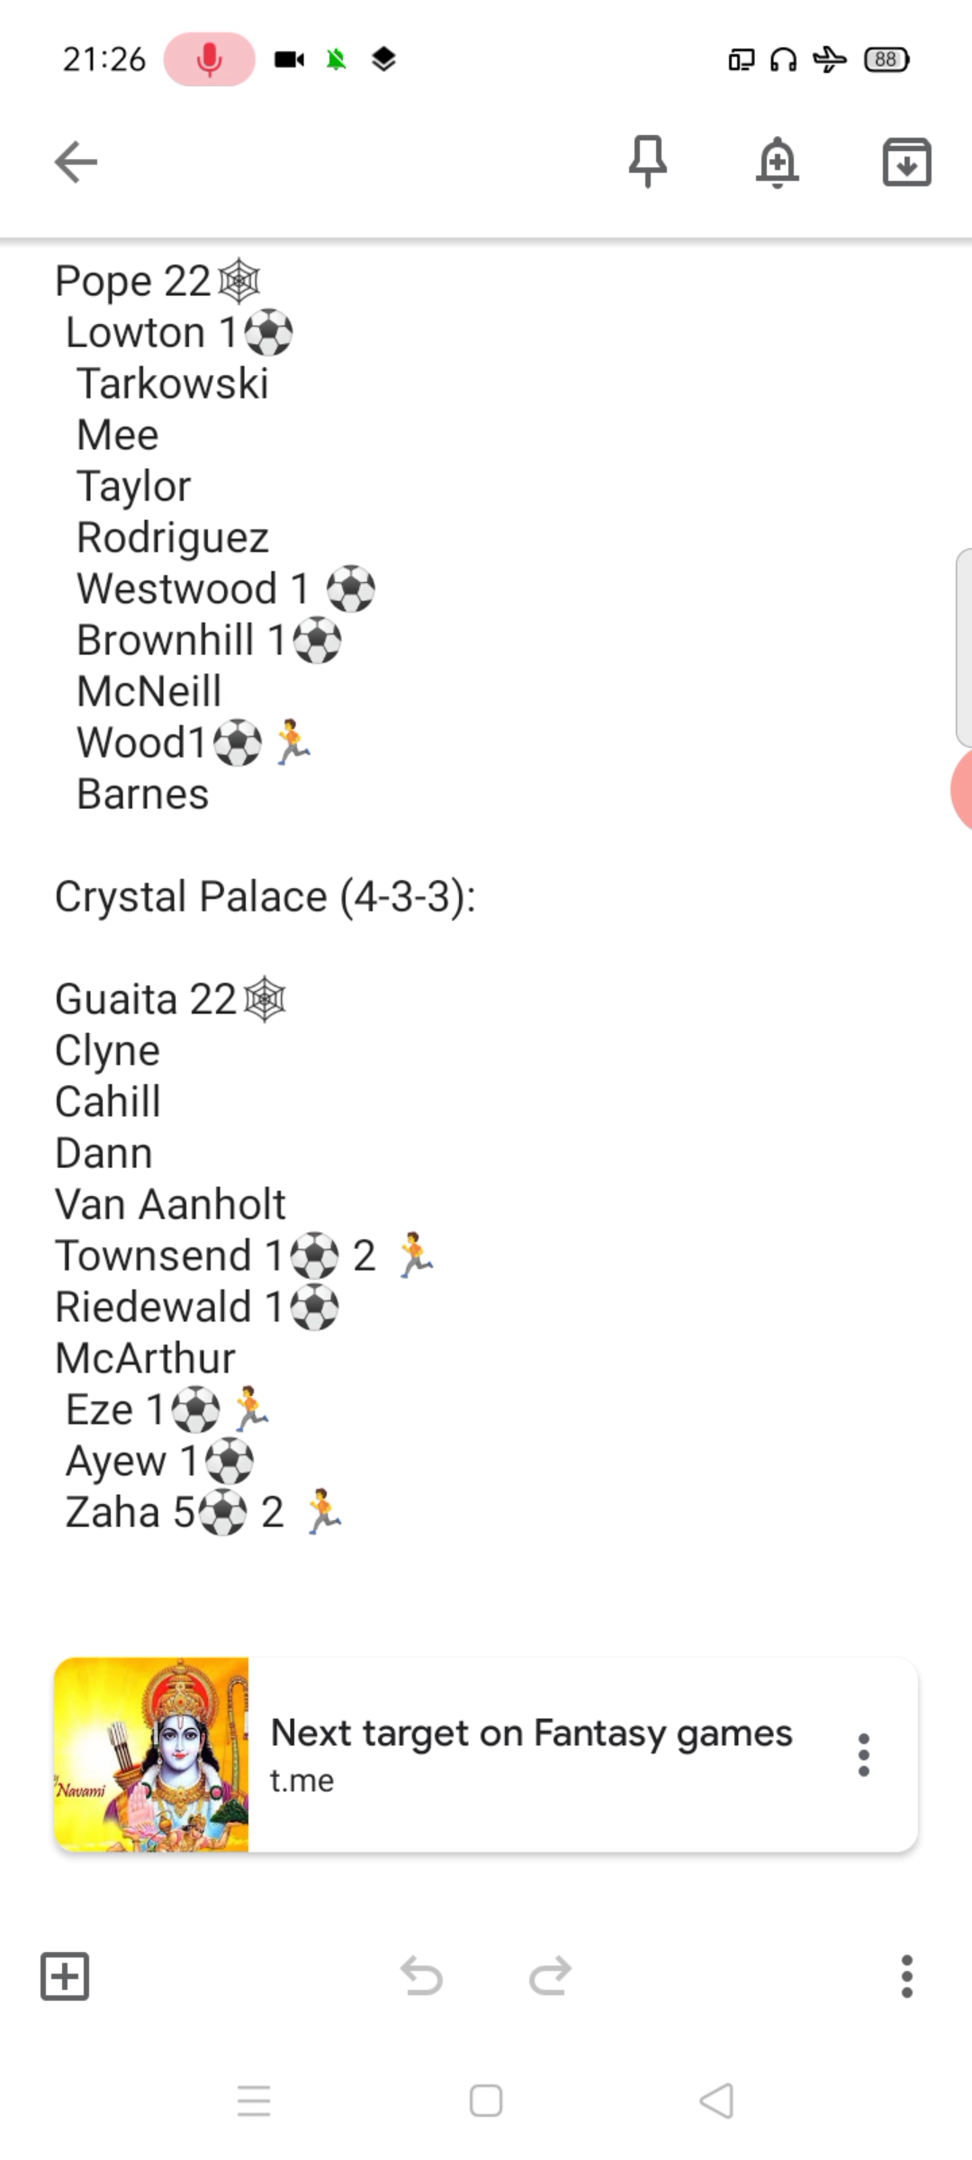 21:26
88
Pope 22🕸
Lowton 1⚽
Tarkowski
Mee
Taylor
Rodriguez
Westwood 1 ⚽
Brownhill 1⚽
McNeill
Wood1⚽🏃
Barnes
Crystal Palace (4-3-3):
Guaita 22🕸
Clyne
Cahill
Dann
Van Aanholt
Townsend 1⚽ 2 🏃
Riedewald 1⚽
McArthur
Eze 1⚽🏃
Ayew 1⚽
Zaha 5⚽ 2 🏃
Next target on Fantasy games
t.me
Navami